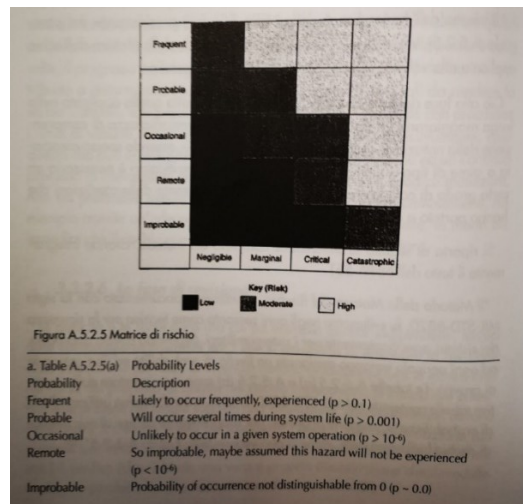 Frequent
Probable
Occasional
Remote
Improbable
Negligible Marginal Critical Catastrophic
Key (Risk)
Low Moderate High
Figura A.5.2.5 Matrice di rischio
a. Table A.5.2.5(a) Probability Levels
Probability Description
Frequent Likely to occur frequently, experienced (p > 0.1)
Probable Will occur several times during system life (p > 0.001)
Occasional Unlikely to occur in a given system operation (p > 10⁻⁶)
Remote So improbable, maybe assumed this hazard will not be experienced
(p < 10⁻⁶)
Improbable Probability of occurrence not distinguishable from 0 (p ~ 0.0)